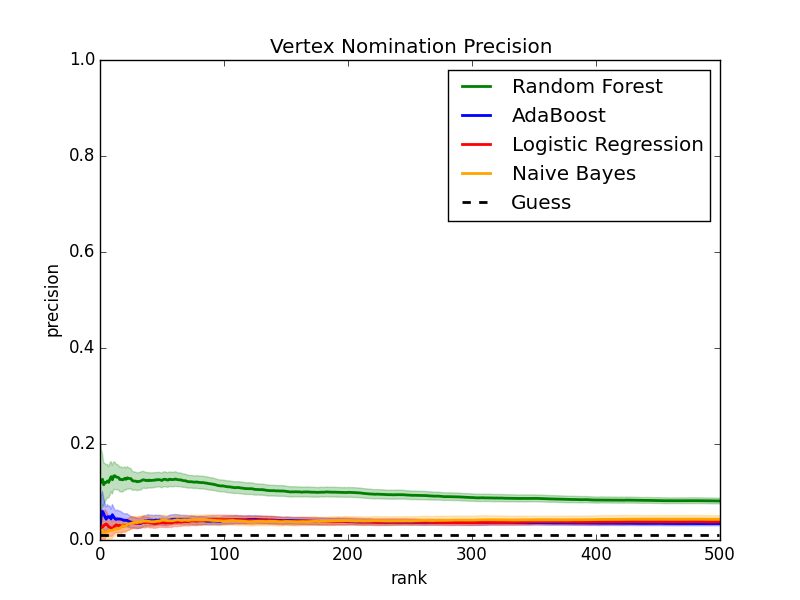 Vertex Nomination Precision
1.0
0.8
0.6
0.4
0.2
0.0
precision
Random Forest
AdaBoost
Logistic Regression
Naive Bayes
Guess
0 100 200 300 400 500
rank